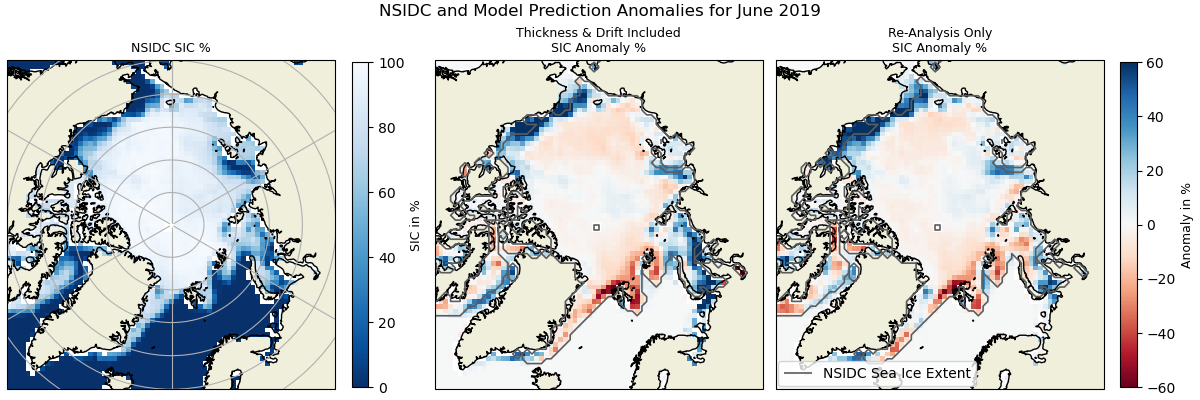 NSIDC and Model Prediction Anomalies for June 2019
NSIDC SIC %
Thickness & Drift Included
SIC Anomaly %
Re-Analysis Only
SIC Anomaly %
100
80
60
40
20
0
SIC in %
60
40
20
0
−20
−40
−60
Anomaly in %
NSIDC Sea Ice Extent